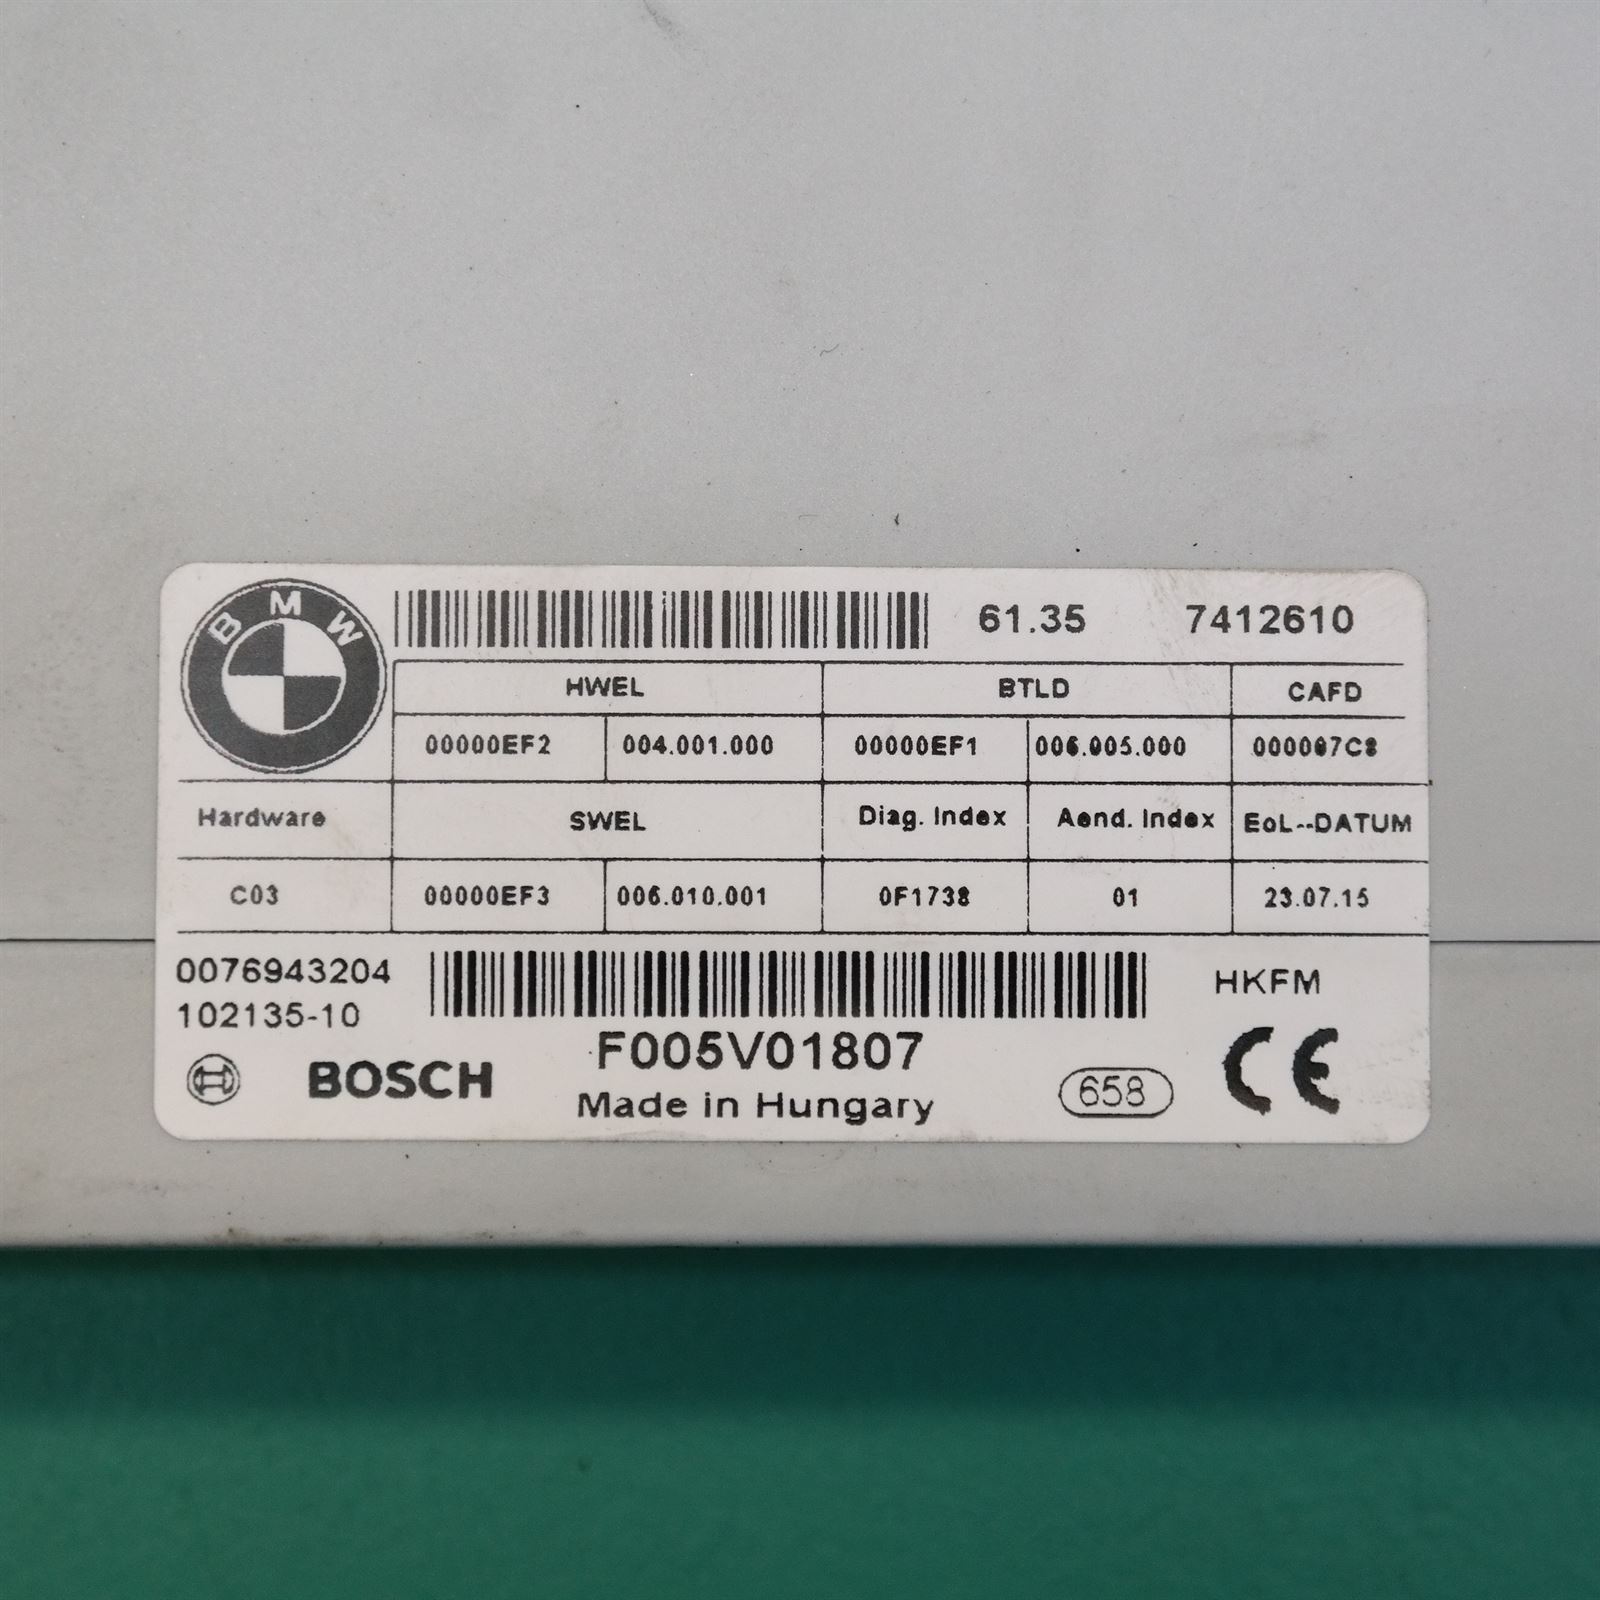 BMW
61.35 7412610
HWEL BTLD CAFD
00000EF2 004.001.000 00000EF1 006.005.000 000007C8
Hardware SWEL Diag. Index Aend. Index EoL--DATUM
C03 00000EF3 006.010.001 0F1738 01 23.07.15
0076943204 HKFM
102135-10
F005V01807
BOSCH Made in Hungary 658 CE